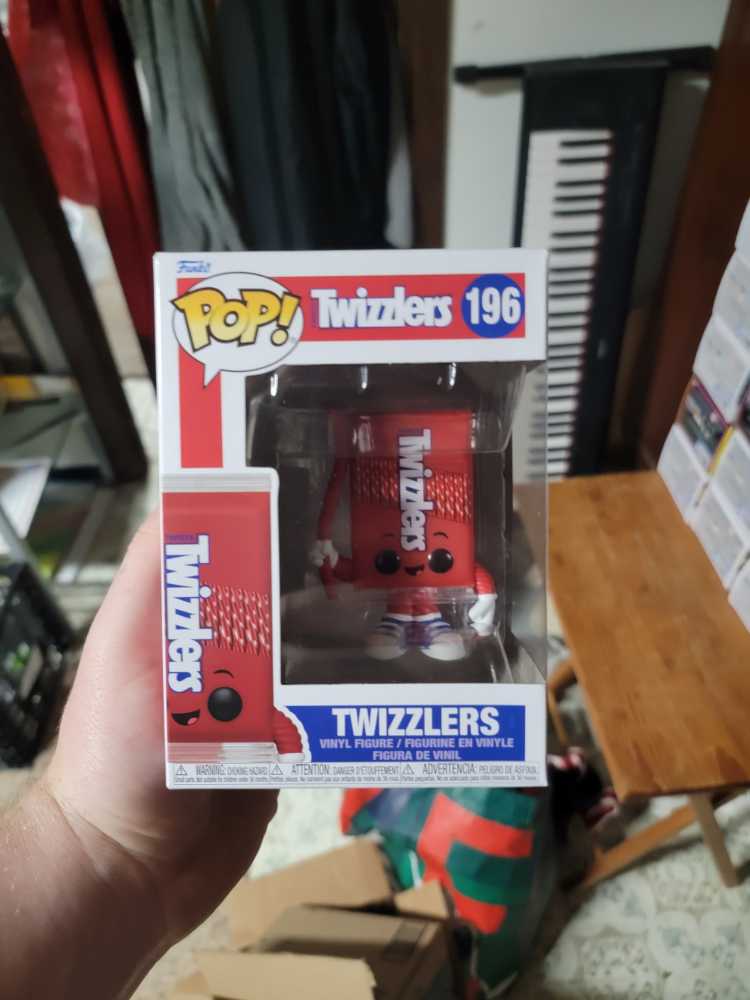 Funko
POP!
Twizzlers
196
Twizzlers
Twizzlers
TWIZZLERS
VINYL FIGURE / FIGURINE EN VINYLE
FIGURA DE VINIL
WARNING: CHOKING HAZARD
ATTENTION: DANGER D'ÉTOUFFEMENT
ADVERTENCIA: PELIGRO DE ASFIXIA